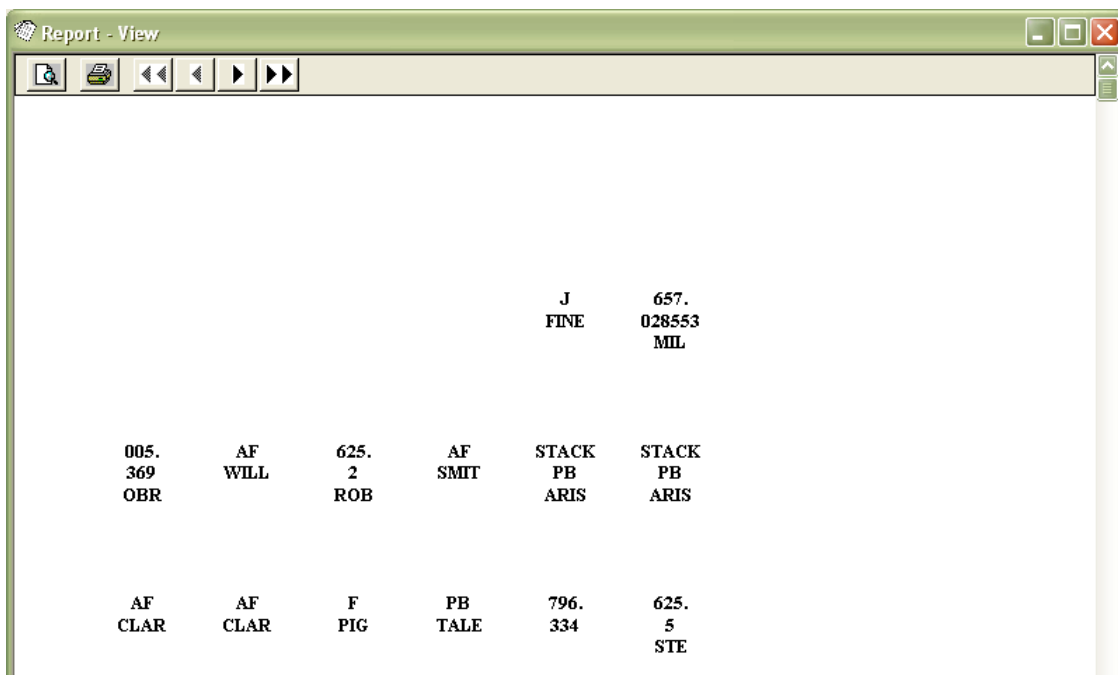 Report - View
J 657.
FINE 028553
MIL
005. AF 625. AF STACK STACK
369 WILL 2 SMIT PB PB
OBR ROB ARIS ARIS
AF AF F PB 796. 625.
CLAR CLAR PIG TALE 334 5
STE